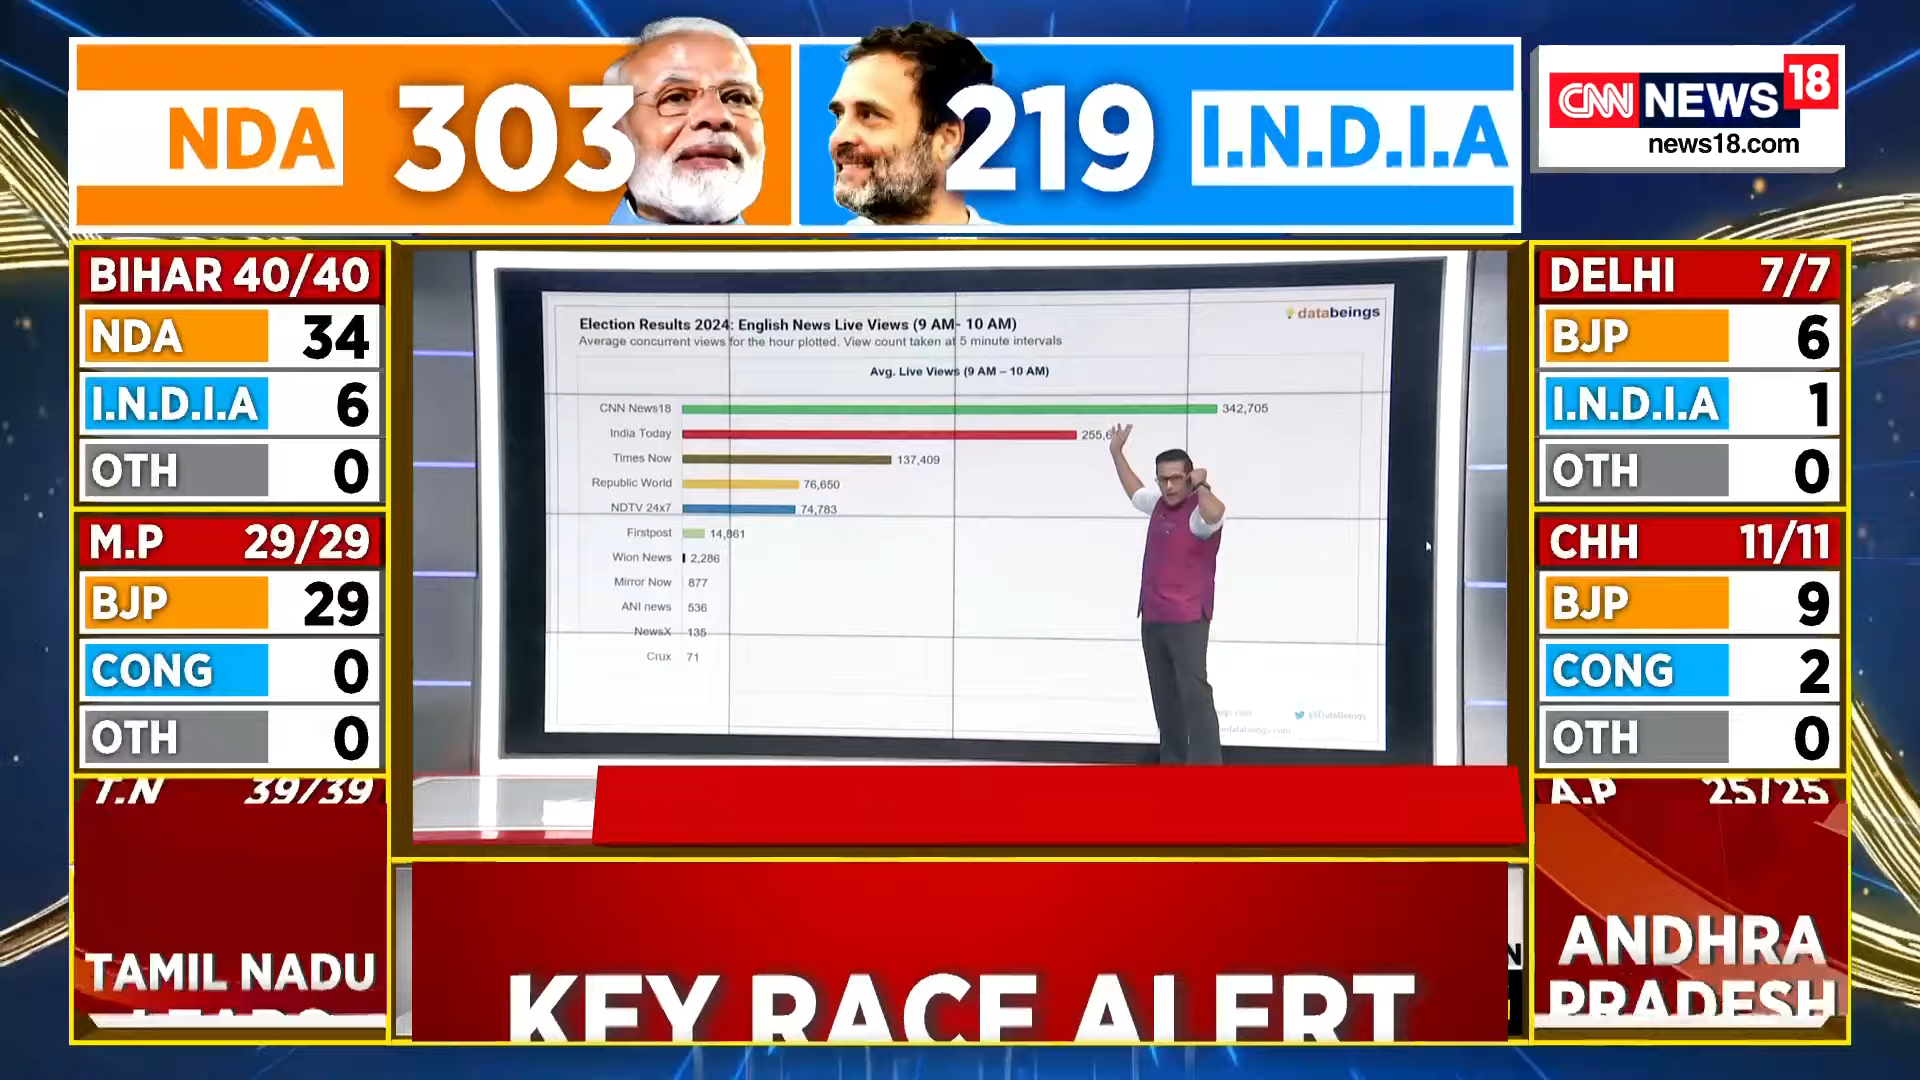 NDA 303 219 I.N.D.I.A
CNN NEWS 18
news18.com
BIHAR 40/40
NDA 34
I.N.D.I.A 6
OTH 0
M.P 29/29
BJP 29
CONG 0
OTH 0
T.N 39/39
TAMIL NADU
databeings
Election Results 2024: English News Live Views (9 AM- 10 AM)
Average concurrent views for the hour plotted. View count taken at 5 minute intervals
Avg. Live Views (9 AM – 10 AM)
CNN News18 342,705
India Today
Times Now 137,409
Republic World 76,650
NDTV 24x7 74,783
Firstpost 14,861
Wion News 2,286
Mirror Now 877
ANI news 536
NewsX 135
Crux 71
@DataBeings
KEY RACE ALERT
DELHI 7/7
BJP 6
I.N.D.I.A 1
OTH 0
CHH 11/11
BJP 9
CONG 2
OTH 0
A.P 25/25
ANDHRA
PRADESH